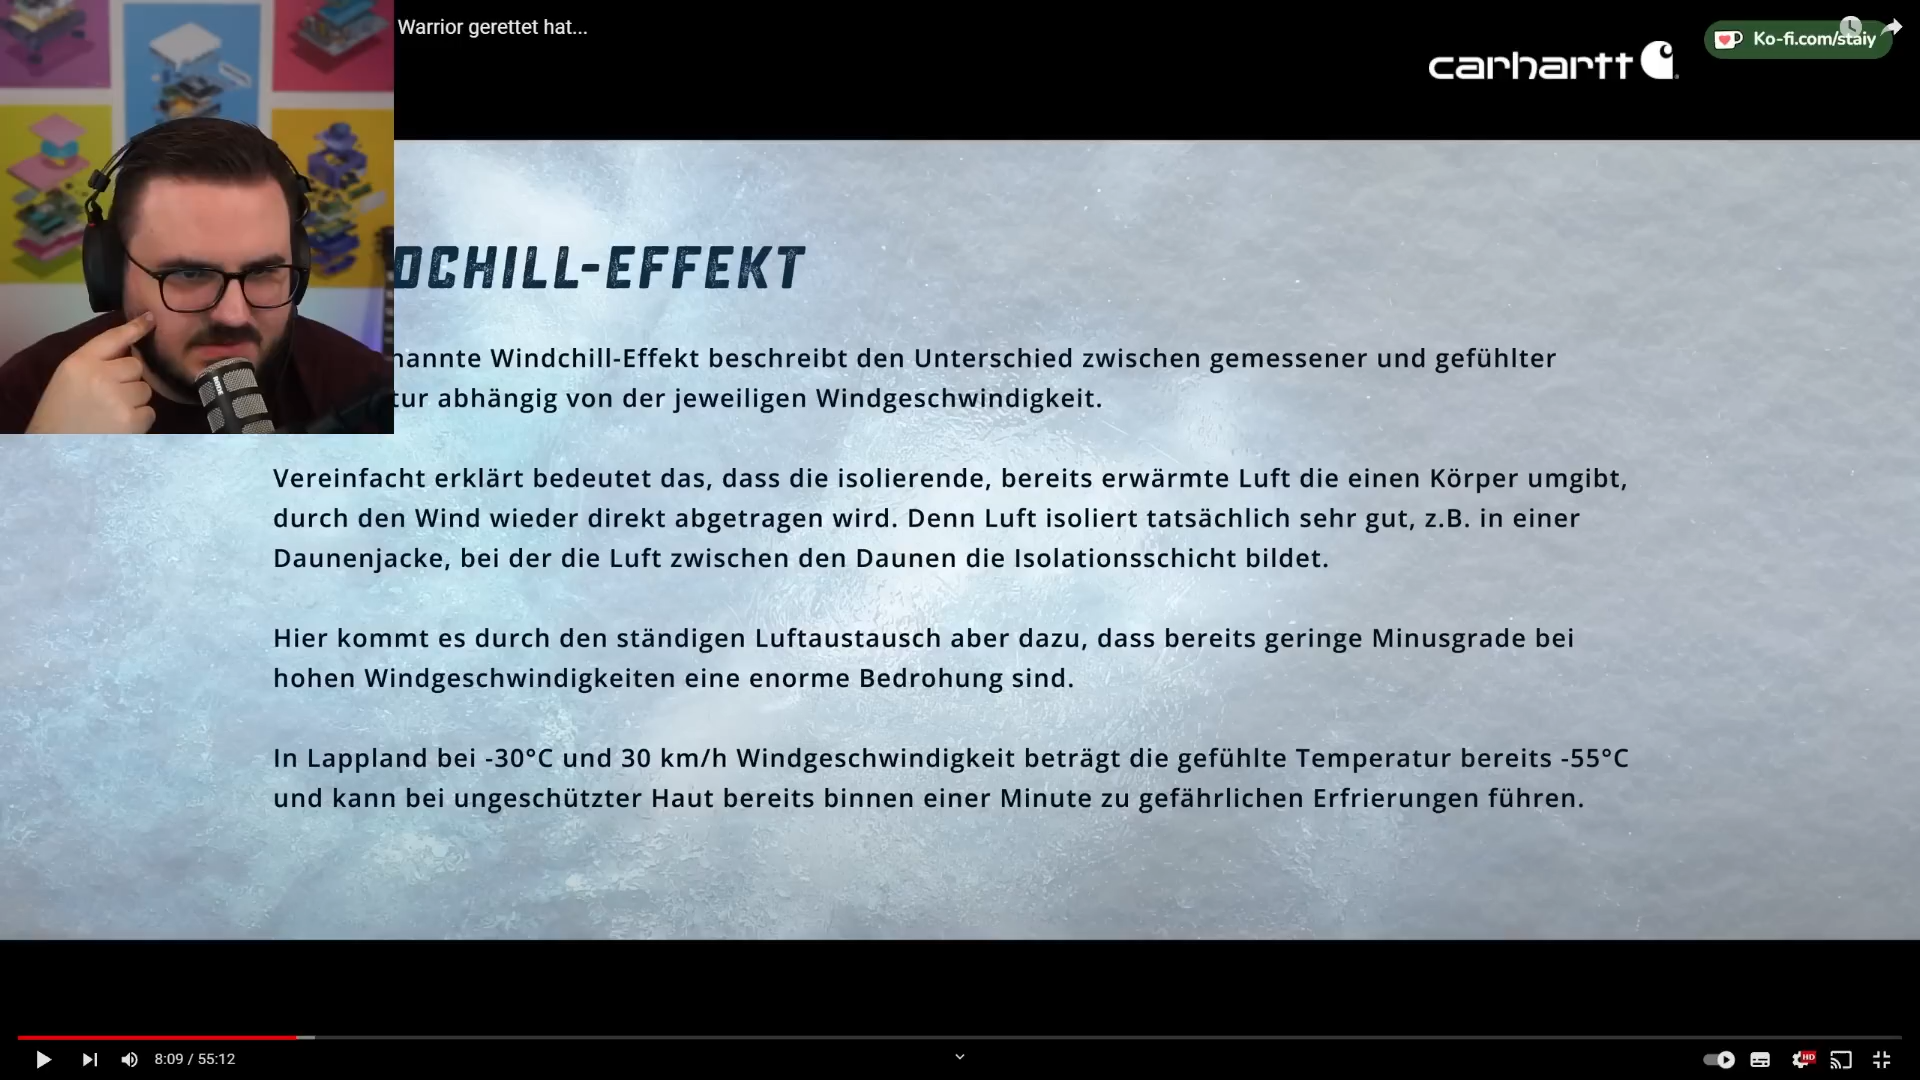 Warrior gerettet hat...
carhartt
Ko-fi.com/staiy
DCHILL-EFFEKT
nannte Windchill-Effekt beschreibt den Unterschied zwischen gemessener und gefühlter
tur abhängig von der jeweiligen Windgeschwindigkeit.
Vereinfacht erklärt bedeutet das, dass die isolierende, bereits erwärmte Luft die einen Körper umgibt,
durch den Wind wieder direkt abgetragen wird. Denn Luft isoliert tatsächlich sehr gut, z.B. in einer
Daunenjacke, bei der die Luft zwischen den Daunen die Isolationsschicht bildet.
Hier kommt es durch den ständigen Luftaustausch aber dazu, dass bereits geringe Minusgrade bei
hohen Windgeschwindigkeiten eine enorme Bedrohung sind.
In Lappland bei -30°C und 30 km/h Windgeschwindigkeit beträgt die gefühlte Temperatur bereits -55°C
und kann bei ungeschützter Haut bereits binnen einer Minute zu gefährlichen Erfrierungen führen.
8:09 / 55:12
HD